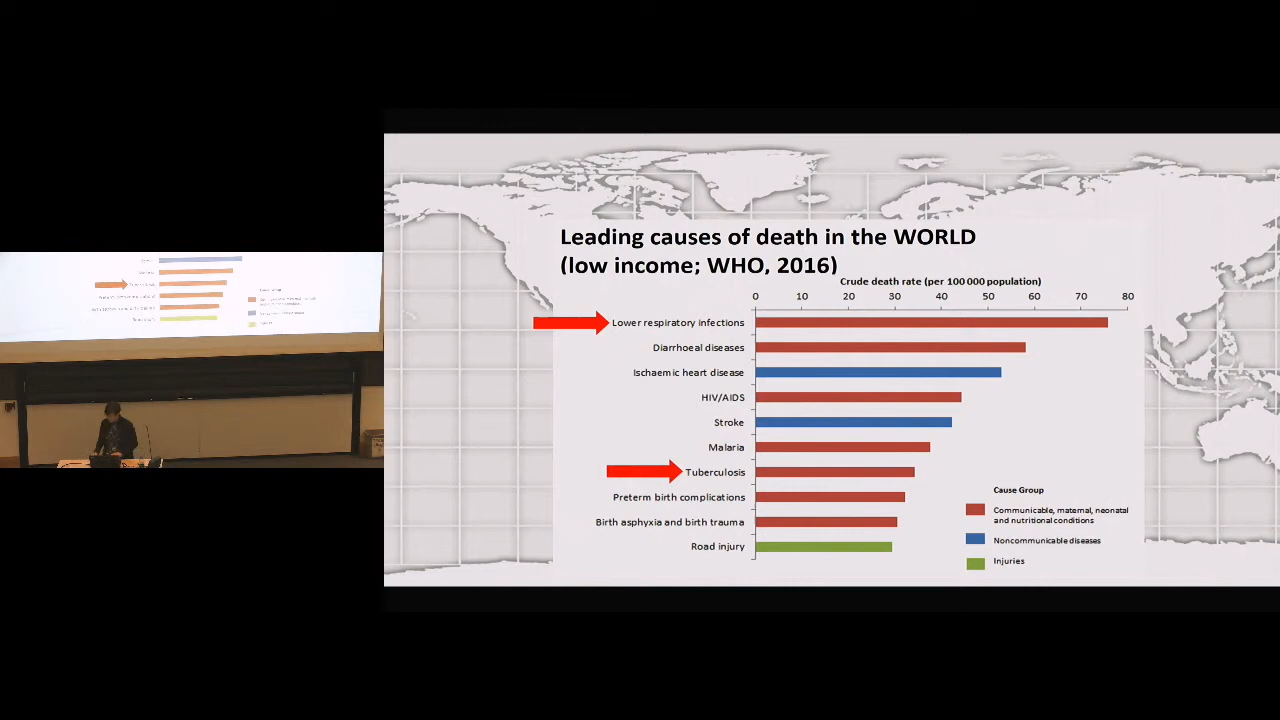 Leading causes of death in the WORLD
(low income; WHO, 2016)
Crude death rate (per 100 000 population)
0 10 20 30 40 50 60 70 80
Lower respiratory infections
Diarrhoeal diseases
Ischaemic heart disease
HIV/AIDS
Stroke
Malaria
Tuberculosis
Preterm birth complications
Birth asphyxia and birth trauma
Road injury
Cause Group
Communicable, maternal, neonatal
and nutritional conditions
Noncommunicable diseases
Injuries